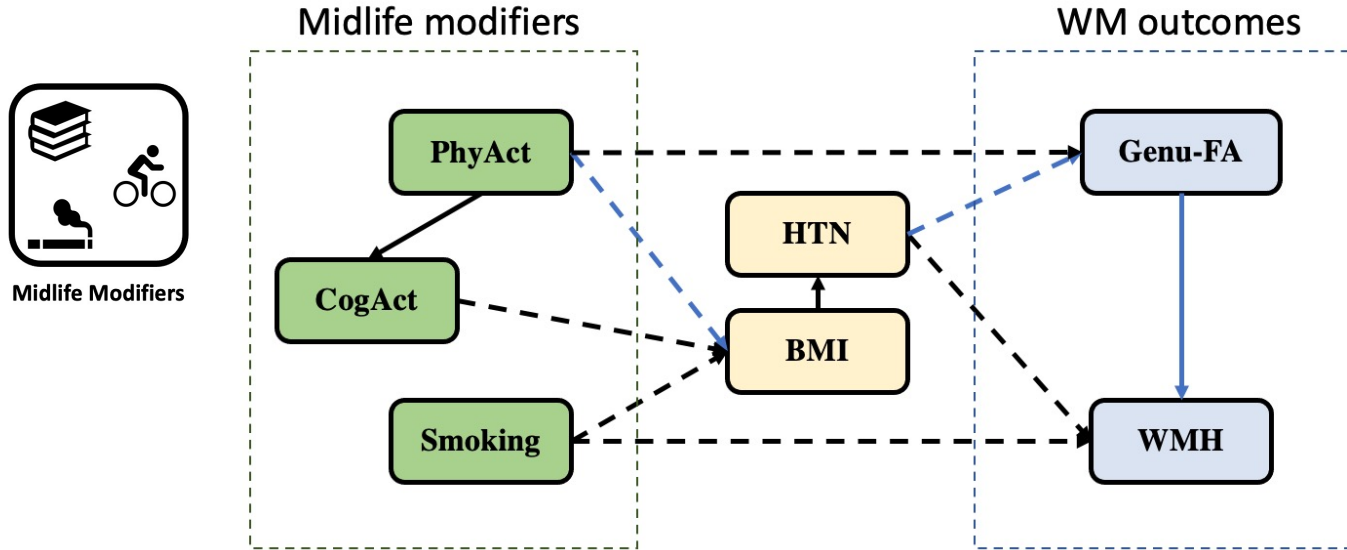 Midlife modifiers
WM outcomes
PhyAct
Genu-FA
HTN
CogAct
BMI
Smoking
WMH
Midlife Modifiers